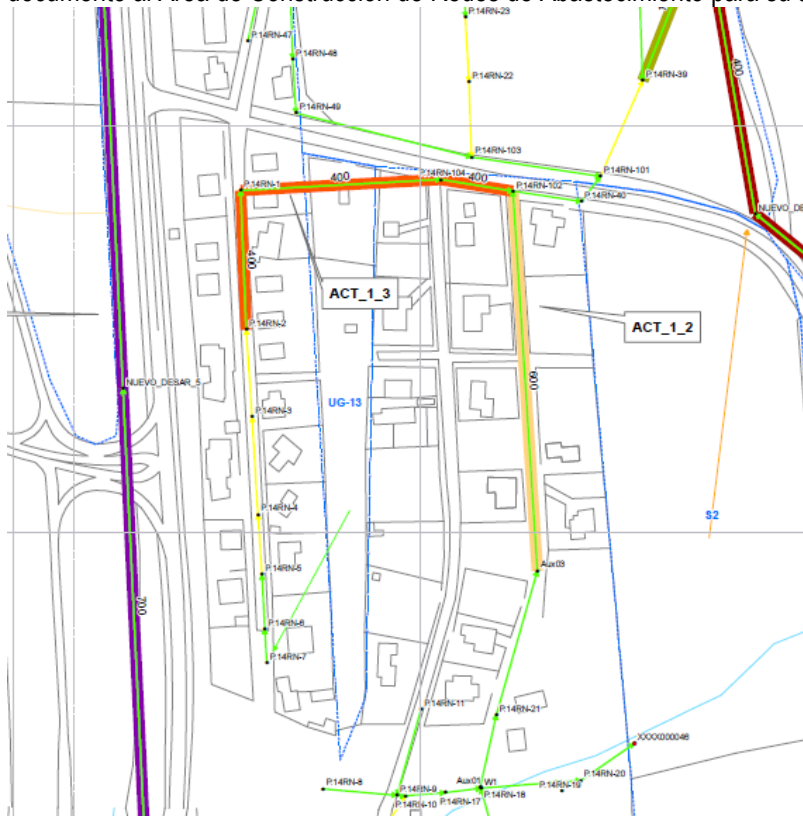 documento al Área de Construcción de Redes de Abastecimiento para su
P.14RN-23
P.14RN-47
P.14RN-48
P.14RN-22
P.14RN-39
400
P.14RN-49
P.14RN-103
P.14RN-101
P.14RN-1
400
P.14RN-104
400
P.14RN-102
P.14RN-40
NUEVO_DE
400
ACT_1_3
P.14RN-2
ACT_1_2
NUEVO_DESAR_5
600
UG-13
P.14RN-3
P.14RN-4
S2
P.14RN-5
Aux03
700
P.14RN-6
P.14RN-7
P.14RN-11
P.14RN-21
XXXX000046
P.14RN-8
P.14RN-9
Aux01
W1
P.14RN-20
P.14RN-19
P.14RN-10
P.14RN-17
P.14RN-18